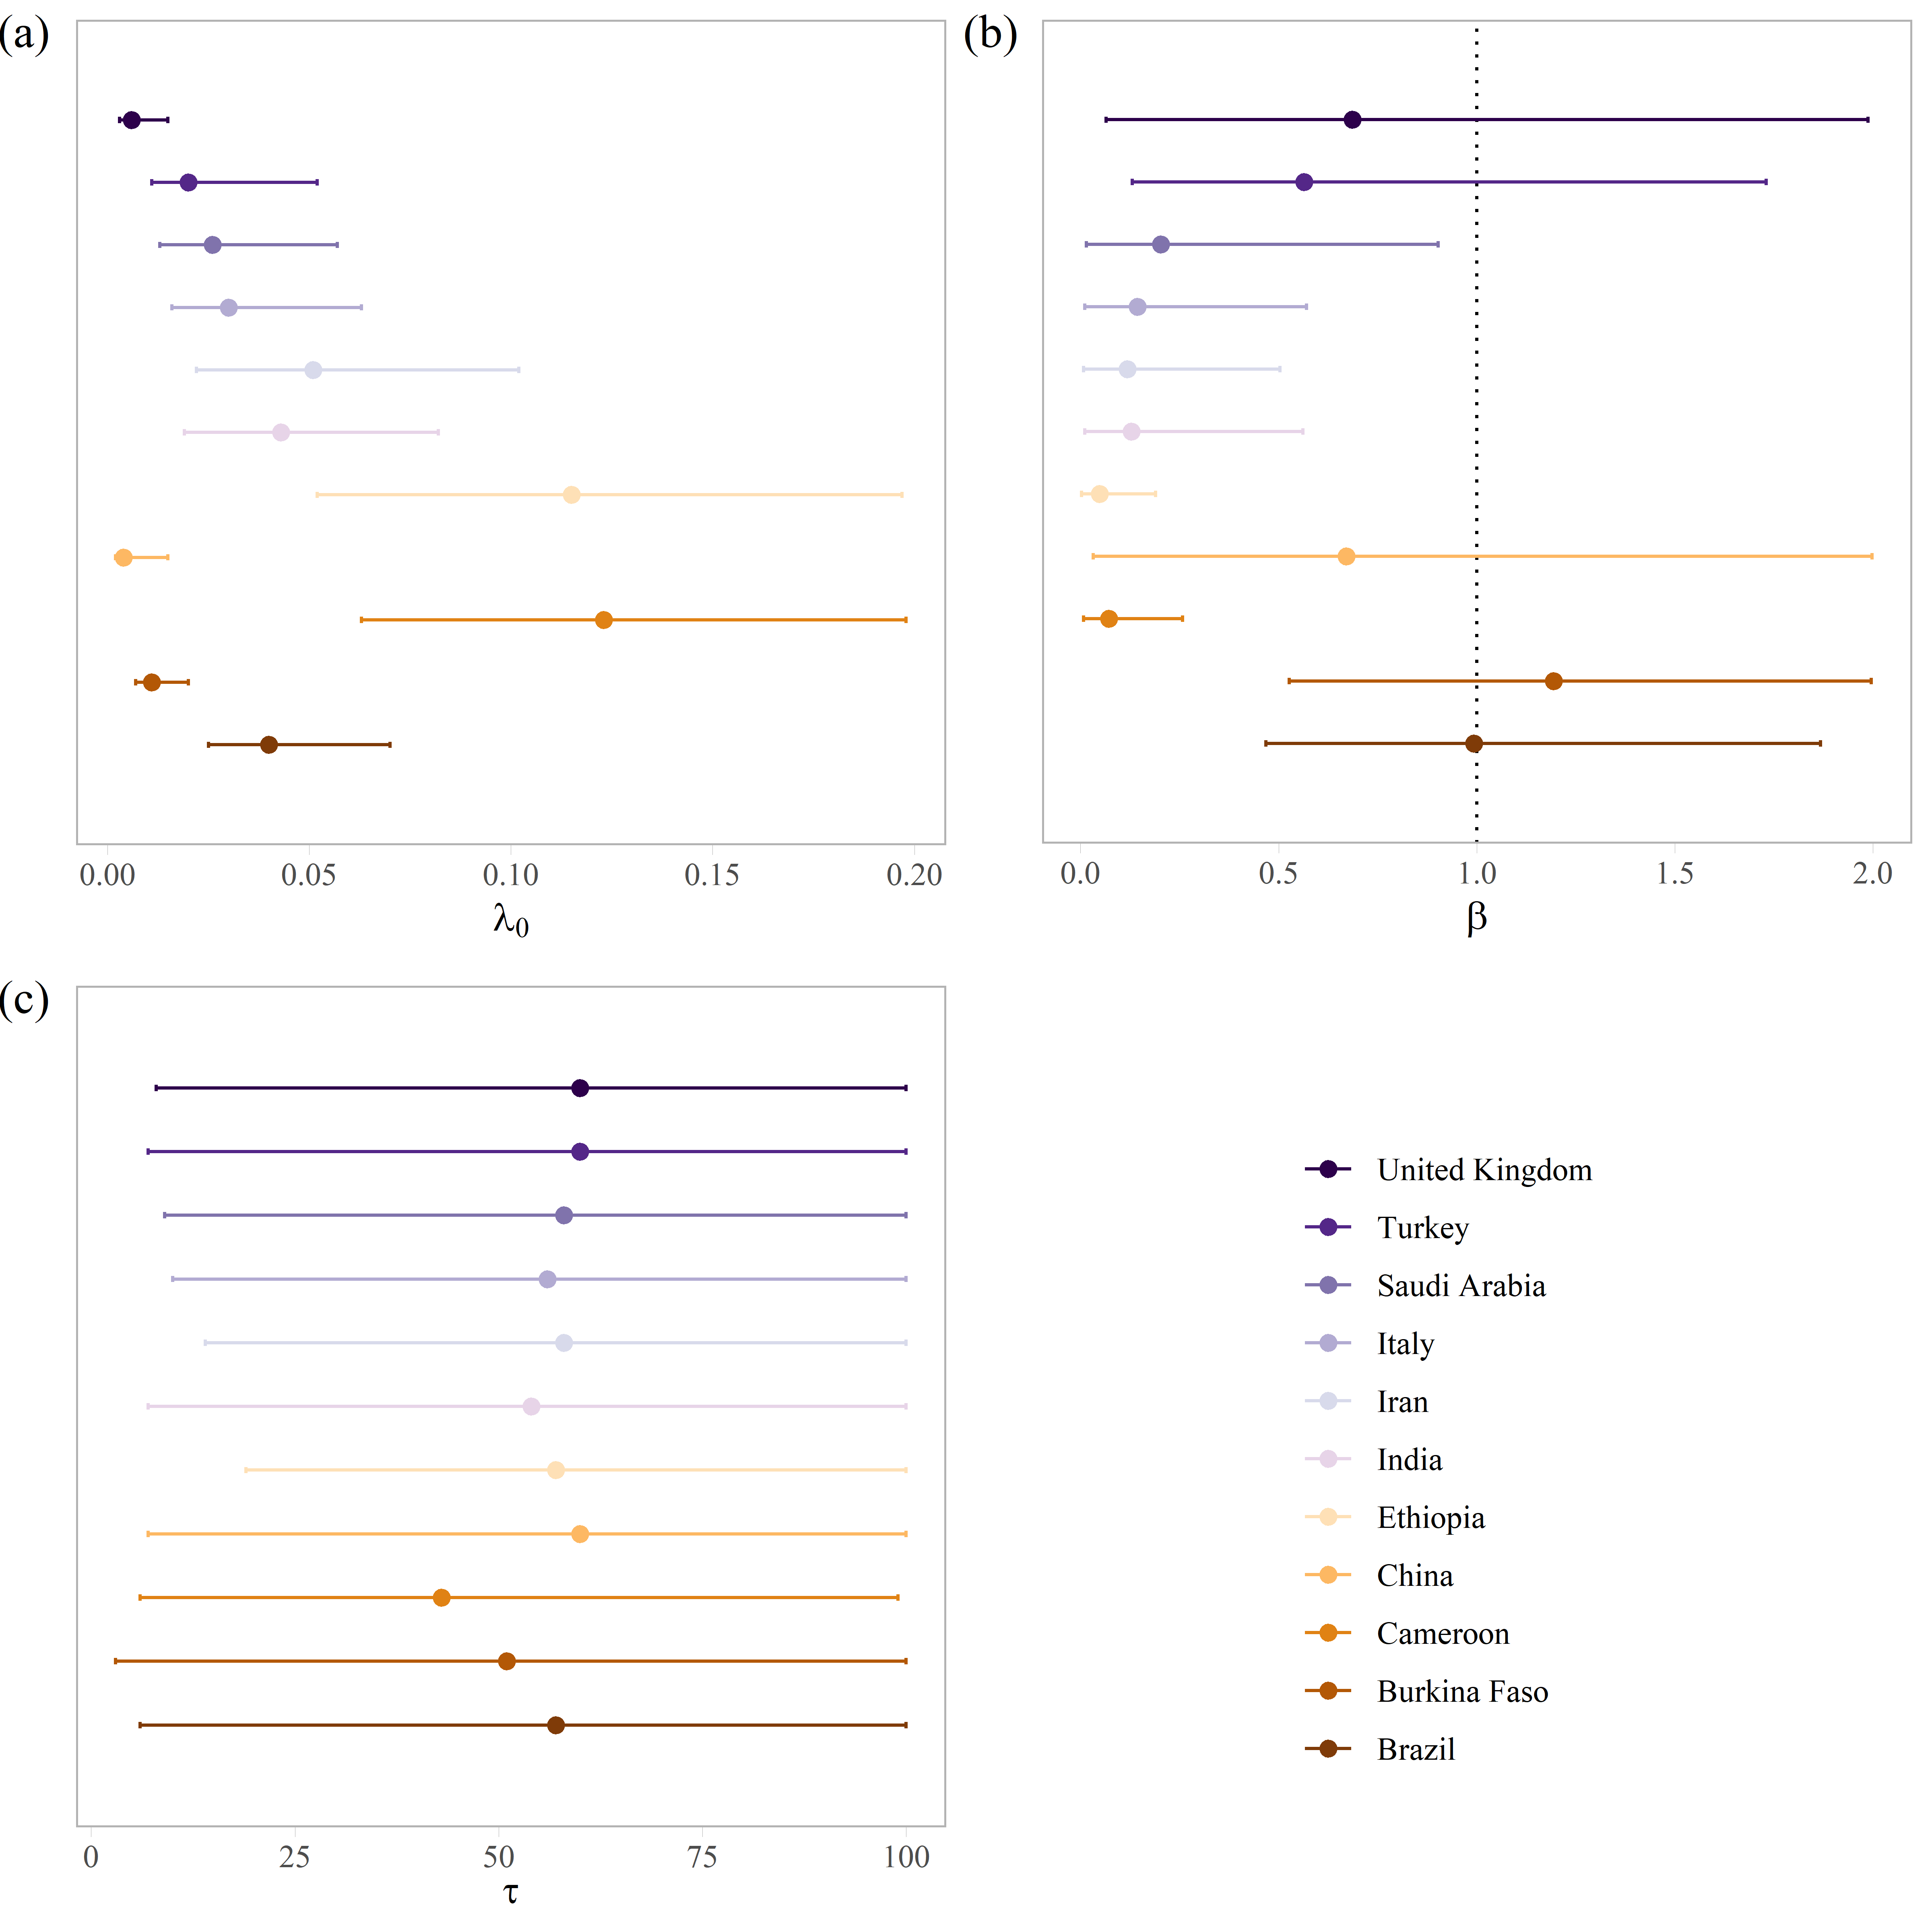 (a)
0.00 0.05 0.10 0.15 0.20
λ0
(b)
0.0 0.5 1.0 1.5 2.0
β
(c)
0 25 50 75 100
τ
United Kingdom
Turkey
Saudi Arabia
Italy
Iran
India
Ethiopia
China
Cameroon
Burkina Faso
Brazil